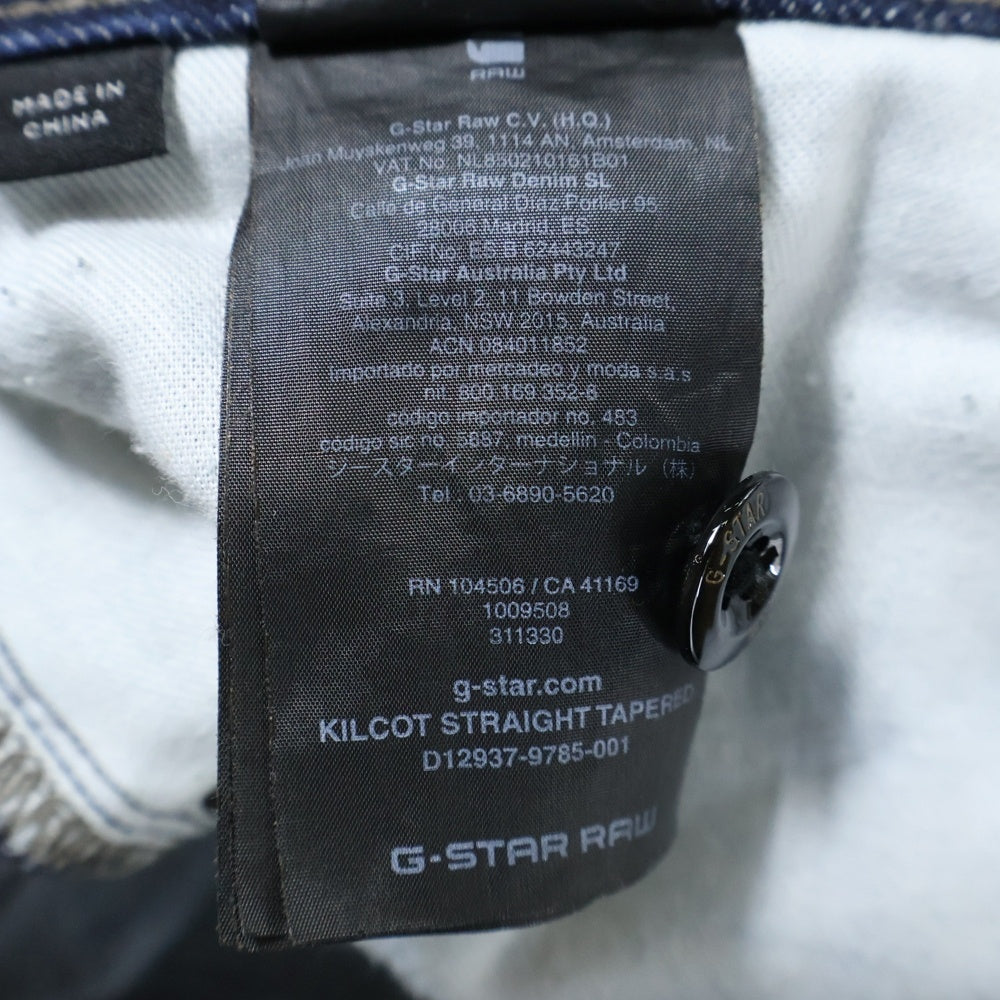 MADE IN
CHINA
RAW
G-Star Raw C.V. (H.Q.)
Joan Muyskenweg 39, 1114 AN, Amsterdam, NL
VAT No. NL850210161B01
G-Star Raw Denim SL
Calle de General Díaz Porlier 95
28006 Madrid, ES
CIF No. ES B 62443247
G-Star Australia Pty Ltd
Suite 3, Level 2, 11 Bowden Street,
Alexandria, NSW 2015, Australia
ACN 084011852
Importado por mercadeo y moda s.a.s
nit. 800 169 352-6
codigo importador no. 483
codigo sic no. 5887, medellin - Colombia
ジースターインターナショナル (株)
Tel. 03-6890-5620
RN 104506 / CA 41169
1009508
311330
g-star.com
KILCOT STRAIGHT TAPERED
D12937-9785-001
G-STAR RAW
G-STAR